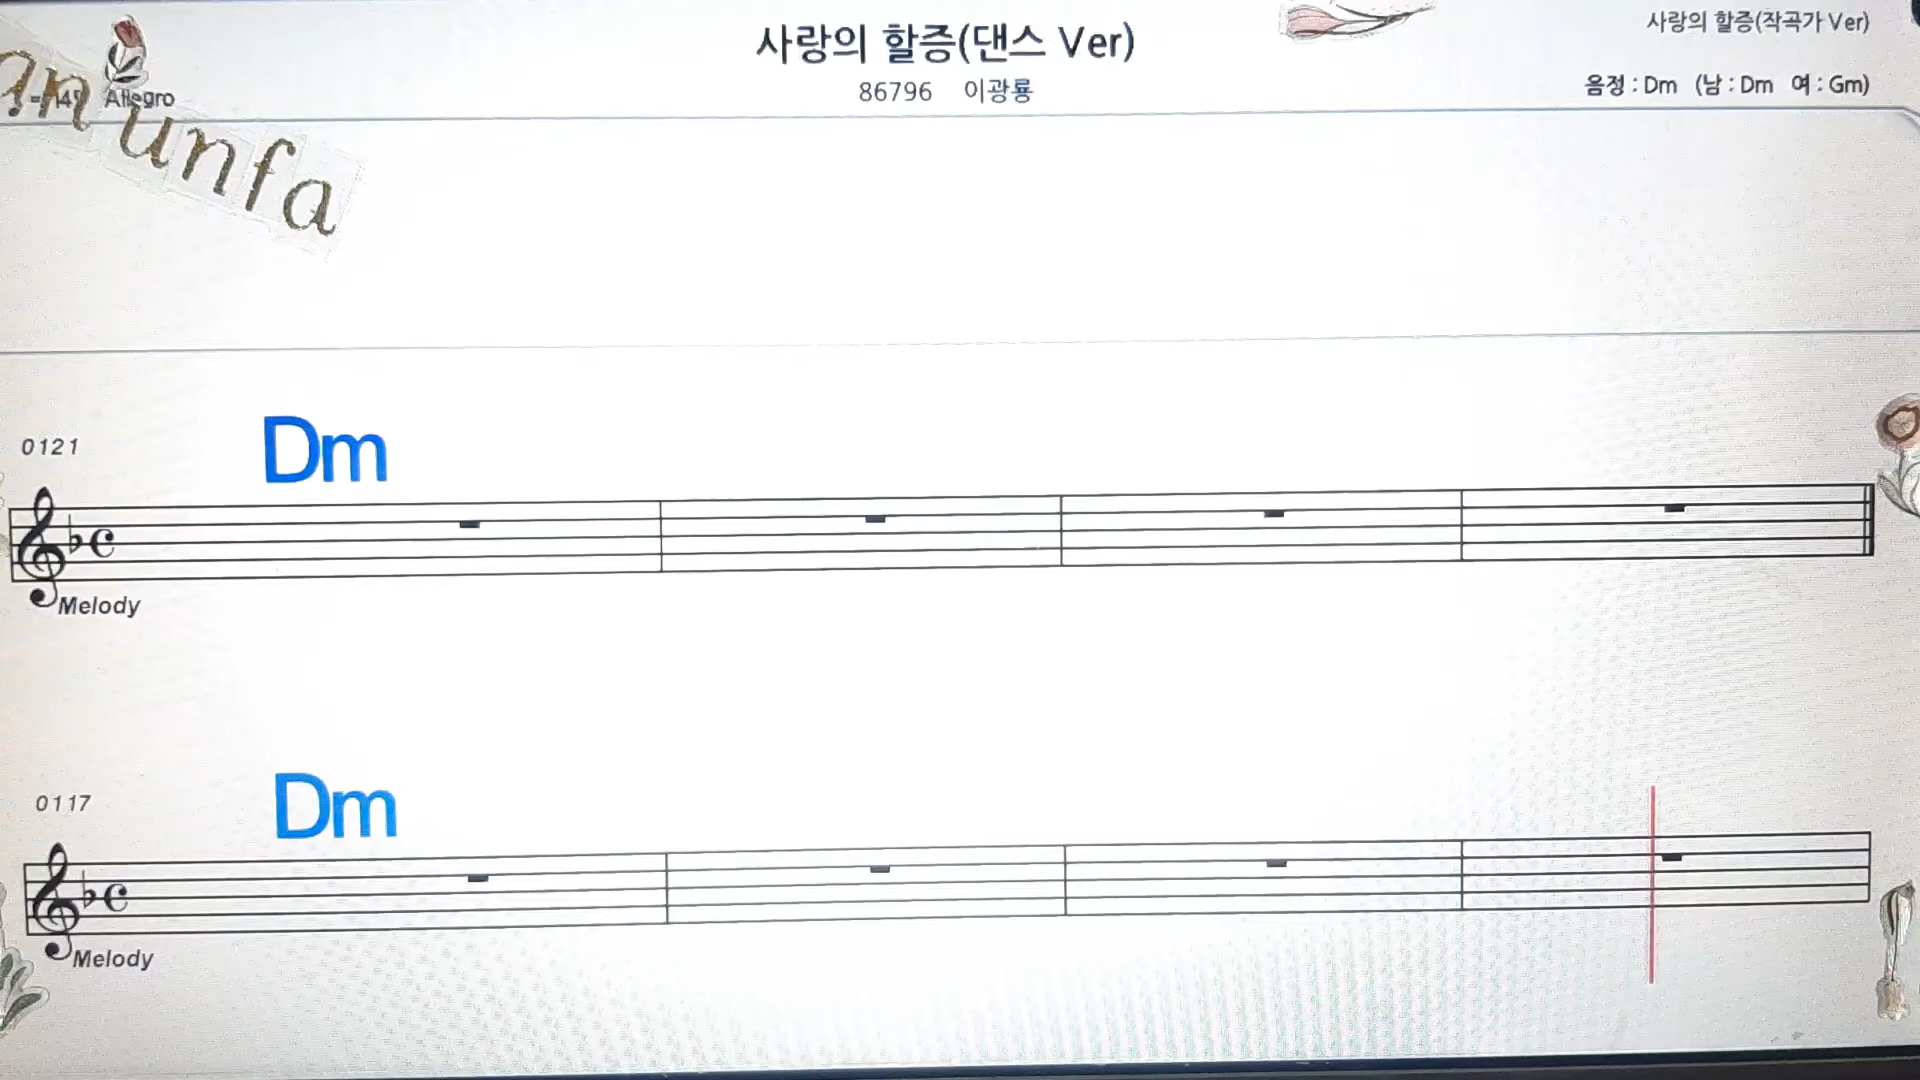 사랑의 할증(댄스 Ver)
사랑의 할증(작곡가 Ver)
86796 이광룡
음정 : Dm (남 : Dm 여 : Gm)
Allegro
an unfa
Dm
0121
Melody
Dm
0117
Melody